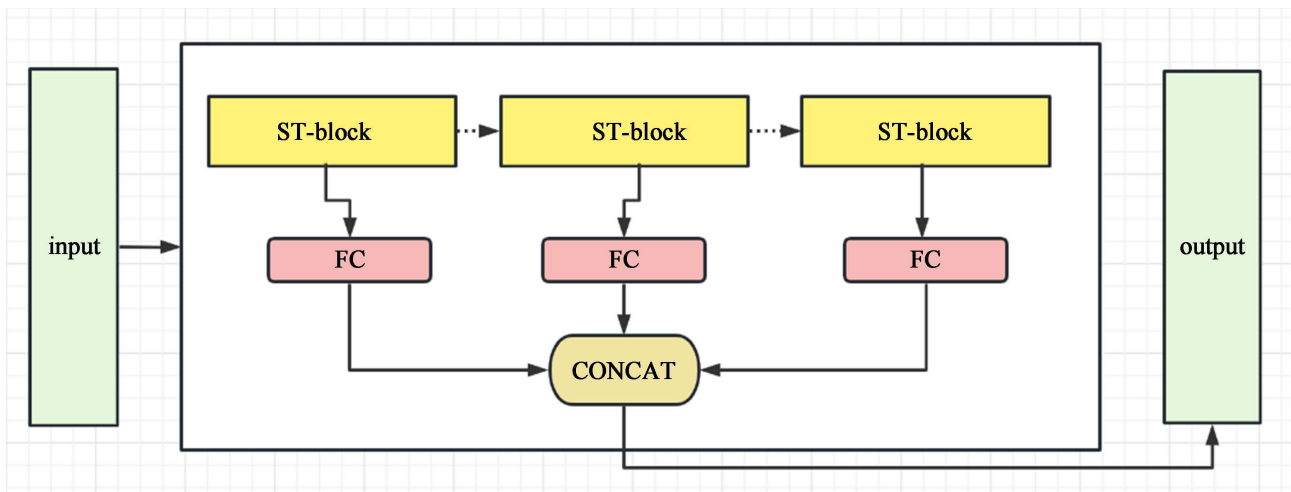 ST-block
ST-block
ST-block
input
FC
FC
FC
output
CONCAT